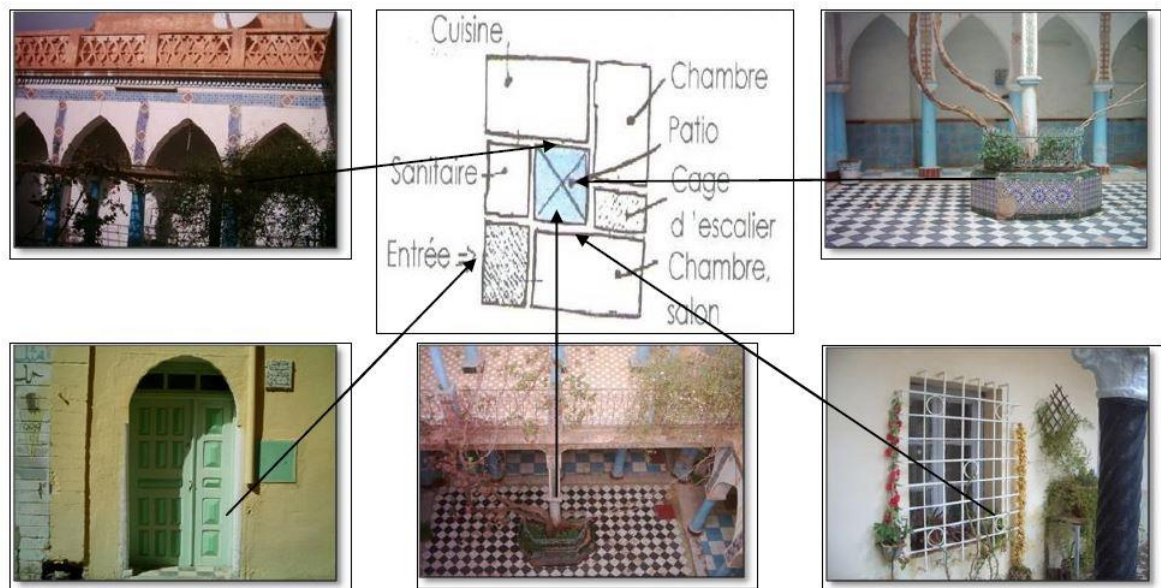 Cuisine
Chambre
Patio
Sanitaire
Cage
d 'escalier
Entrée =>
Chambre,
salon